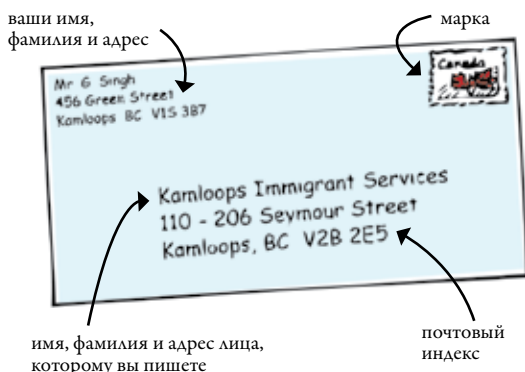 ваши имя,
фамилия и адрес
марка
Mr G Singh
456 Green Street
Kamloops BC V1S 3B7
Canada
Kamloops Immigrant Services
110 - 206 Seymour Street
Kamloops, BC V2B 2E5
имя, фамилия и адрес лица,
которому вы пишете
почтовый
индекс